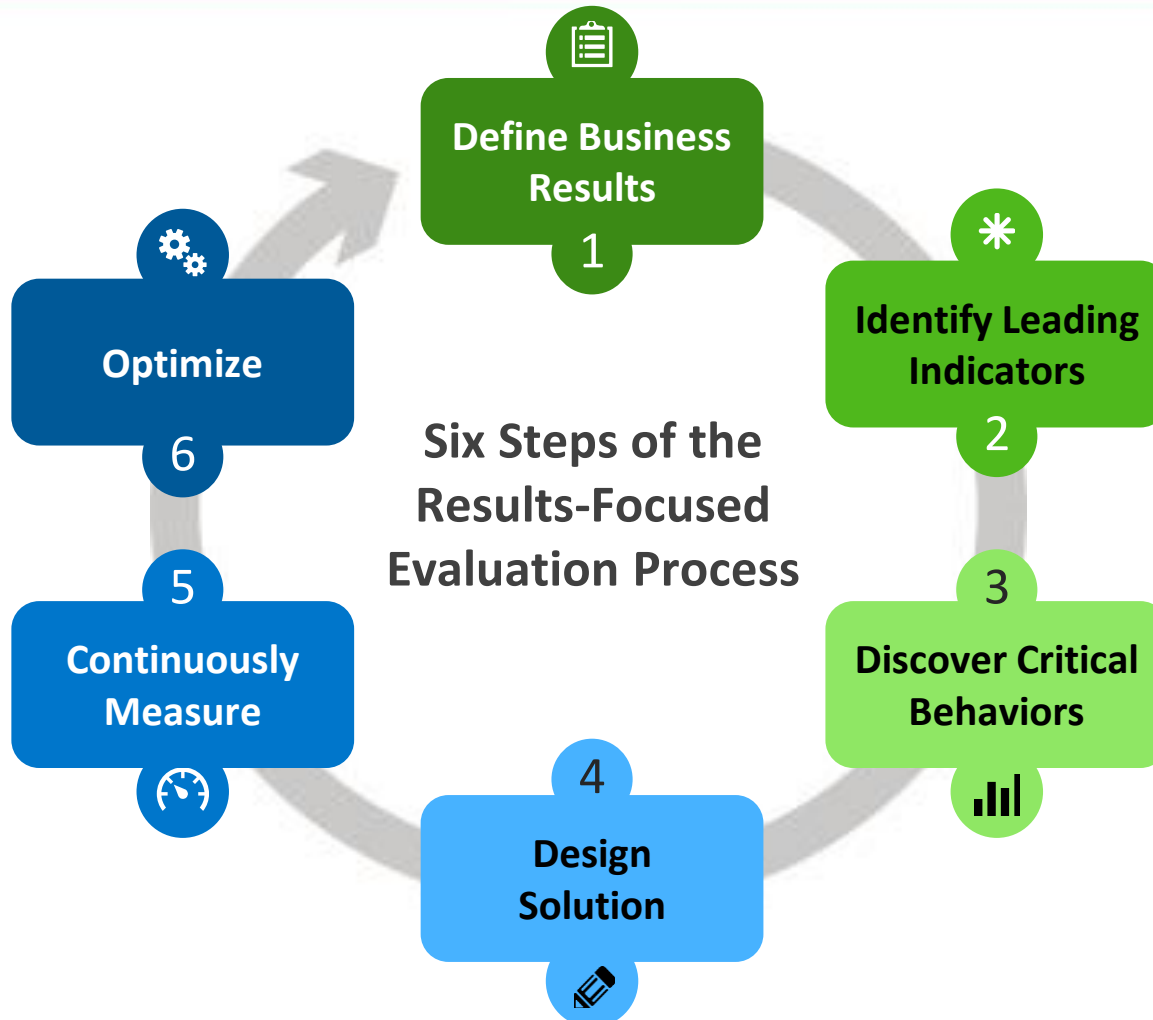 Define Business
Results
1
Identify Leading
Indicators
2
3
Discover Critical
Behaviors
4
Design
Solution
5
Continuously
Measure
Optimize
6
Six Steps of the
Results-Focused
Evaluation Process